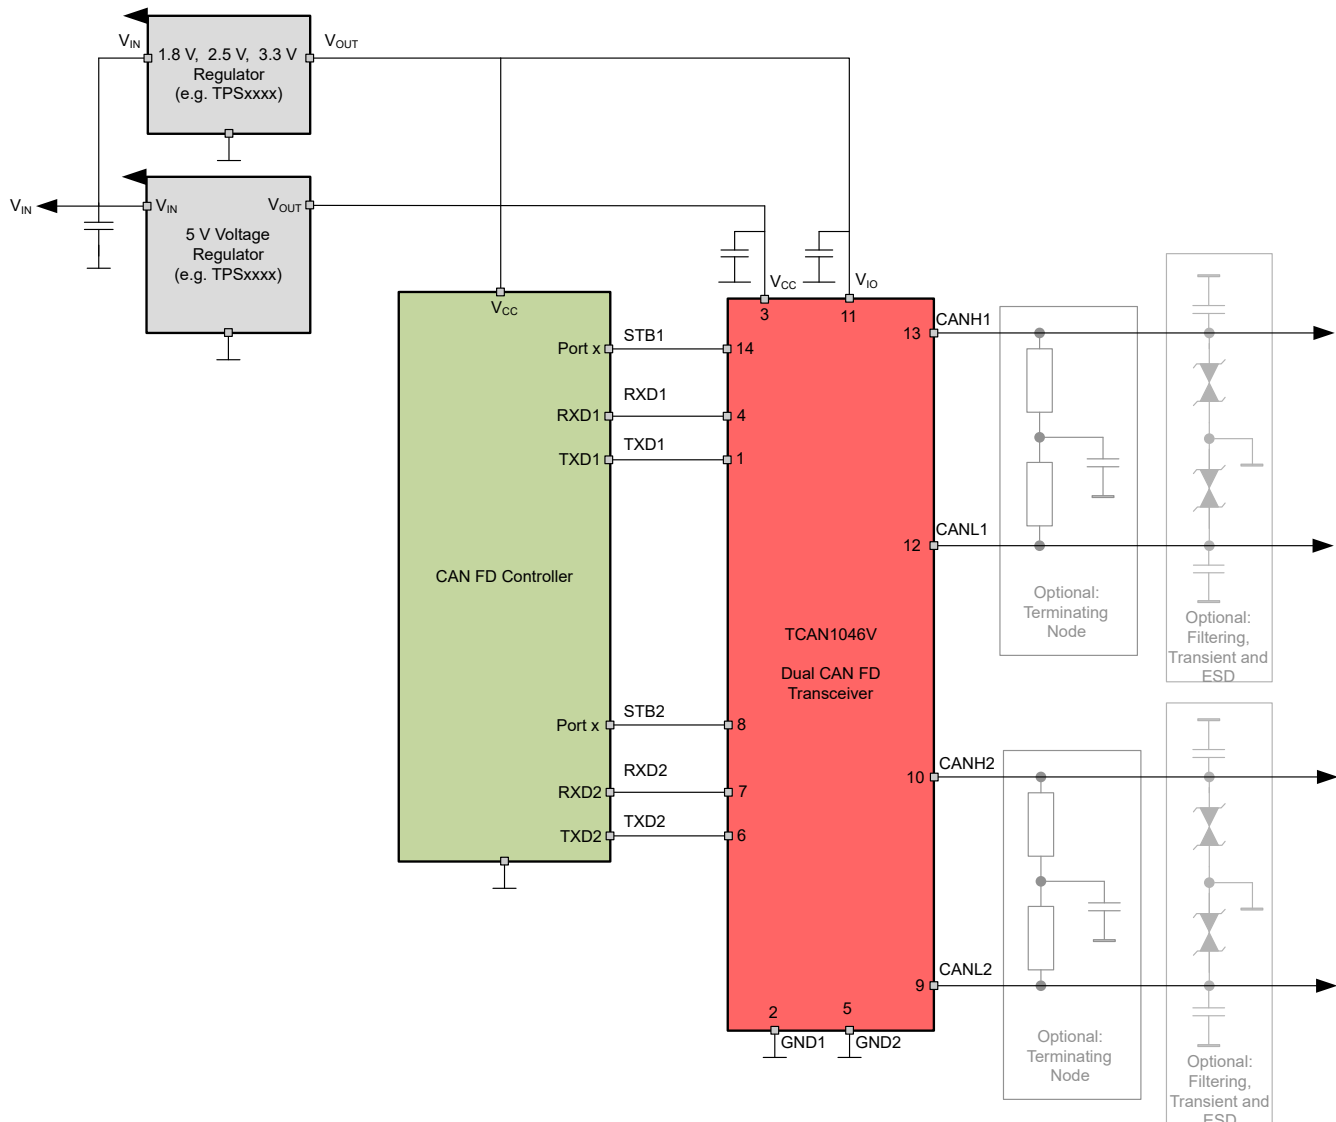 VIN
1.8 V, 2.5 V, 3.3 V
Regulator
(e.g. TPSxxxx)
VOUT
VIN
VIN
VOUT
5 V Voltage
Regulator
(e.g. TPSxxxx)
VCC
VIO
VCC
3
11
Port x
STB1
14
RXD1
RXD1
4
TXD1
TXD1
1
CAN FD Controller
Port x
STB2
8
RXD2
RXD2
7
TXD2
TXD2
6
TCAN1046V
Dual CAN FD
Transceiver
13
CANH1
12
CANL1
10
CANH2
9
CANL2
2
5
GND1
GND2
Optional:
Terminating
Node
Optional:
Filtering,
Transient and
ESD
Optional:
Terminating
Node
Optional:
Filtering,
Transient and
ESD